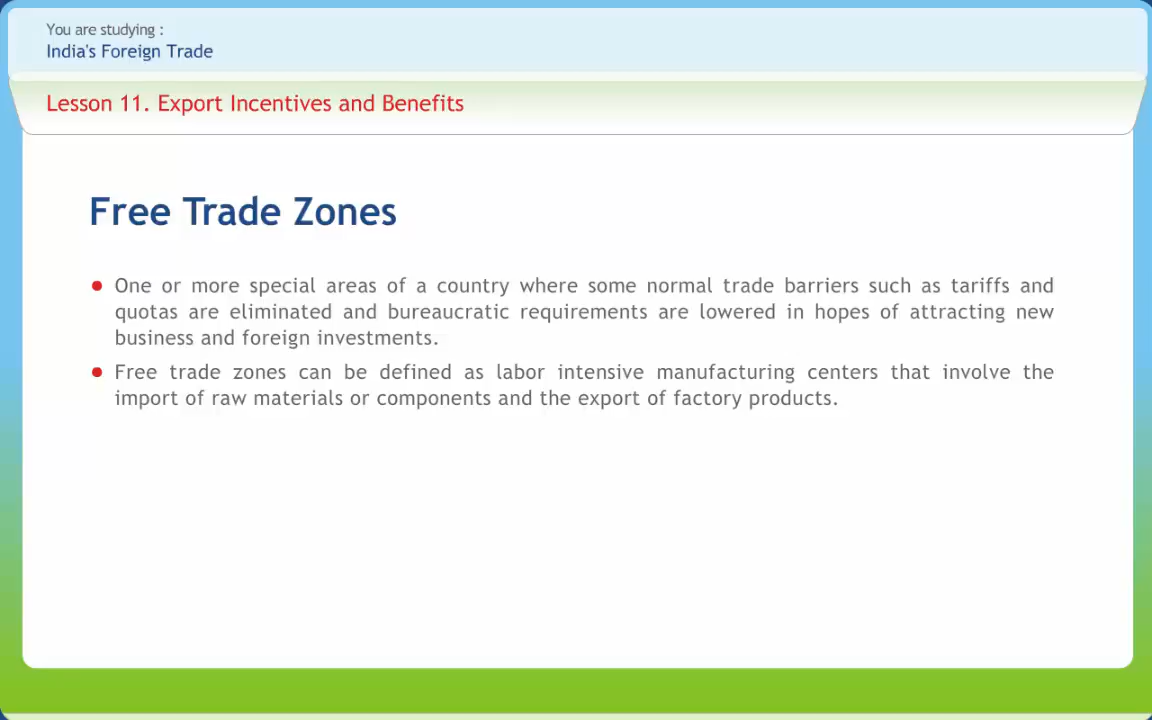 You are studying :
India's Foreign Trade
Lesson 11. Export Incentives and Benefits
Free Trade Zones
• One or more special areas of a country where some normal trade barriers such as tariffs and
quotas are eliminated and bureaucratic requirements are lowered in hopes of attracting new
business and foreign investments.
• Free trade zones can be defined as labor intensive manufacturing centers that involve the
import of raw materials or components and the export of factory products.